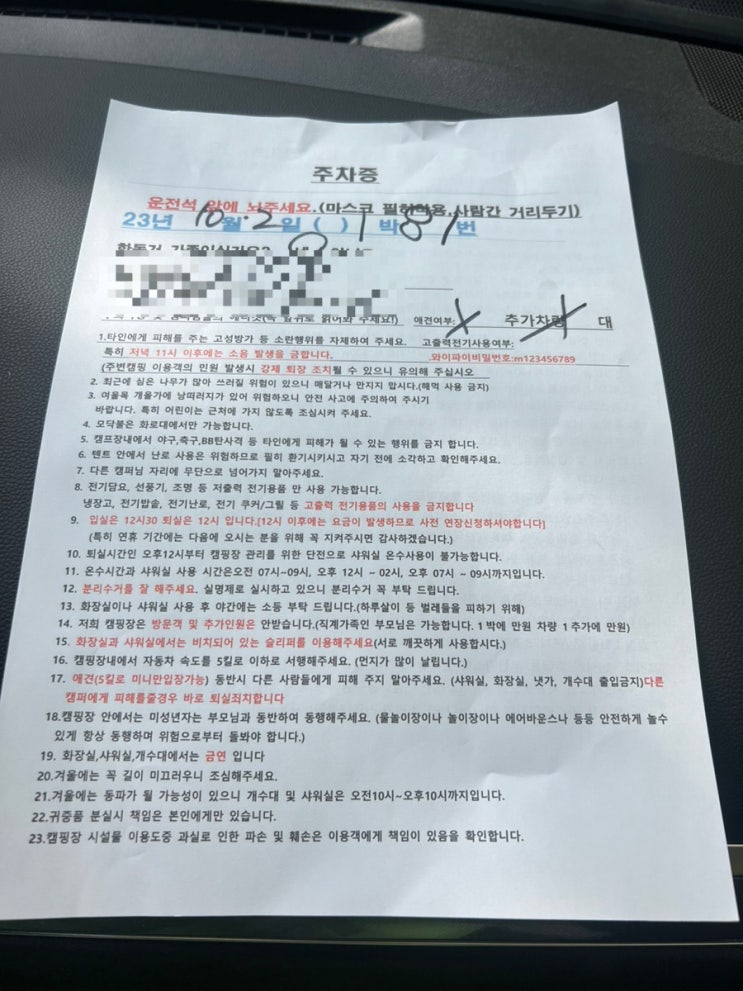 주차증
운전석 앞에 놔주세요.(마스크 필히착용.사람간 거리두기)
23년 10월 2일 ( ) 1박 81번
애견여부: X 추가차량 X 대
1.타인에게 피해를 주는 고성방가 등 소란행위를 자제하여 주세요. 고출력전기사용여부:
특히 저녁 11시 이후에는 소음 발생을 금합니다. .와이파이비밀번호:m123456789
(주변캠핑 이용객의 민원 발생시 강제 퇴장 조치될 수 있으니 유의해 주십시오
2. 최근에 심은 나무가 많아 쓰러질 위험이 있으니 매달거나 만지지 맙시다.(해먹 사용 금지)
3. 여울목 개울가에 낭떠러지가 있어 위험하오니 안전 사고에 주의하여 주시기
바랍니다. 특히 어린이는 근처에 가지 않도록 조심시켜 주세요.
4. 모닥불은 화로대에서만 가능합니다.
5. 캠프장내에서 야구,축구,BB탄사격 등 타인에게 피해가 될 수 있는 행위를 금지 합니다.
6. 텐트 안에서 난로 사용은 위험하므로 필히 환기시키시고 자기 전에 소각하고 확인해주세요.
7. 다른 캠퍼님 자리에 무단으로 넘어가지 말아주세요.
8. 전기담요, 선풍기, 조명 등 저출력 전기용품 만 사용 가능합니다.
냉장고, 전기밥솥, 전기난로, 전기 쿠커/그릴 등 고출력 전기용품의 사용을 금지합니다
9. 입실은 12시30 퇴실은 12시 입니다.[12시 이후에는 요금이 발생하므로 사전 연장신청하셔야합니다]
(특히 연휴 기간에는 다음에 오시는 분을 위해 꼭 지켜주시면 감사하겠습니다.)
10. 퇴실시간인 오후12시부터 캠핑장 관리를 위한 단전으로 샤워실 온수사용이 불가능합니다.
11. 온수시간과 샤워실 사용 시간은오전 07시~09시, 오후 12시 ~ 02시, 오후 07시 ~ 09시까지입니다.
12. 분리수거를 잘 해주세요. 실명제로 실시하고 있으니 분리수거 꼭 부탁 드립니다.
13. 화장실이나 샤워실 사용 후 야간에는 소등 부탁 드립니다.(하루살이 등 벌레들을 피하기 위해)
14. 저희 캠핑장은 방문객 및 추가인원은 안받습니다.(직계가족인 부모님은 가능합니다. 1박에 만원 차량 1추가에 만원)
15. 화장실과 샤워실에서는 비치되어 있는 슬리퍼를 이용해주세요(서로 깨끗하게 사용합시다.)
16. 캠핑장내에서 자동차 속도를 5킬로 이하로 서행해주세요. (먼지가 많이 날립니다.)
17. 애견(5킬로 미니만입장가능) 동반시 다른 사람들에게 피해 주지 말아주세요. (샤워실, 화장실, 냇가, 개수대 출입금지)다른
캠퍼에게 피해를줄경우 바로 퇴실죄치합니다
18.캠핑장 안에서는 미성년자는 부모님과 동반하여 동행해주세요. (물놀이장이나 놀이장이나 에어바운스나 등등 안전하게 놀수
있게 항상 동행하며 위험으로부터 돌봐야 합니다.)
19. 화장실,샤워실,개수대에서는 금연 입니다
20.겨울에는 꼭 길이 미끄러우니 조심해주세요.
21.겨울에는 동파가 될 가능성이 있으니 개수대 및 샤워실은 오전10시~오후10시까지입니다.
22.귀중품 분실시 책임은 본인에게만 있습니다.
23.캠핑장 시설물 이용도중 과실로 인한 파손 및 훼손은 이용객에게 책임이 있음을 확인합니다.